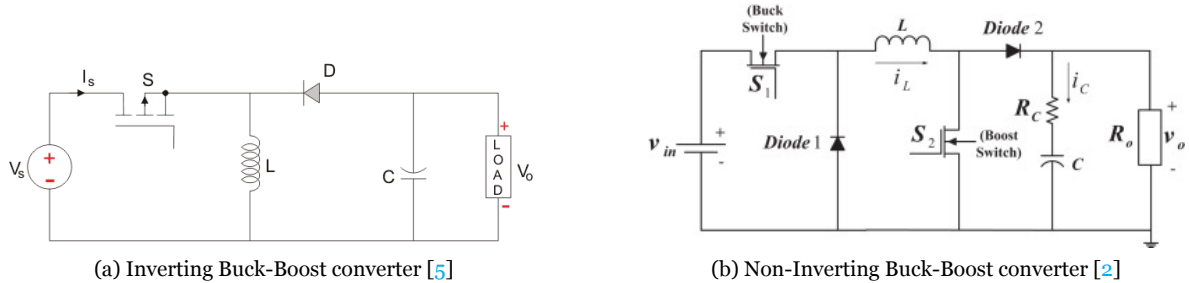 I_s
S
D
V_s
+
-
L
C
+
LOAD
-
V_o
(a) Inverting Buck-Boost converter [5]
(Buck
Switch)
S_1
L
i_L
Diode 2
i_C
R_C
C
v_in
+
-
Diode 1
S_2
(Boost
Switch)
R_o
+
v_o
-
(b) Non-Inverting Buck-Boost converter [2]